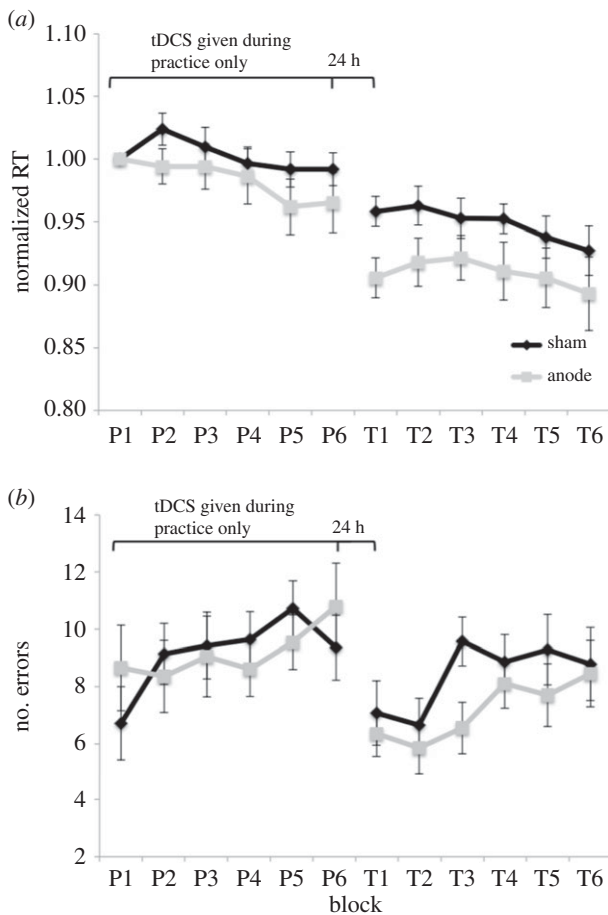 (a)
1.10
1.05
1.00
0.95
0.90
0.85
0.80
normalized RT
tDCS given during
practice only
24 h
sham
anode
P1 P2 P3 P4 P5 P6 T1 T2 T3 T4 T5 T6
(b)
14
12
10
8
6
4
2
no. errors
tDCS given during
practice only
24 h
P1 P2 P3 P4 P5 P6 T1 T2 T3 T4 T5 T6
block